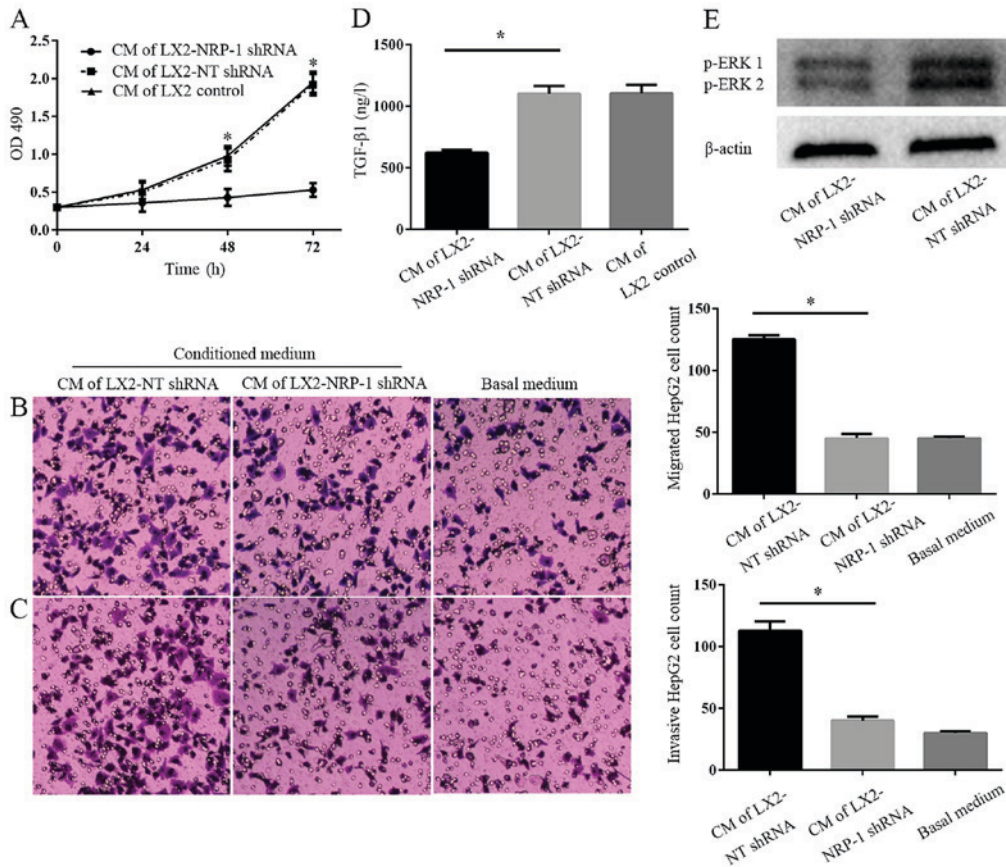 A
2.5
2.0
1.5
1.0
0.5
0.0
OD 490
CM of LX2-NRP-1 shRNA
CM of LX2-NT shRNA
CM of LX2 control
*
*
0
24
48
72
Time (h)
D
1500
1000
500
0
TGF-β1 (ng/l)
*
CM of LX2-
NRP-1 shRNA
CM of LX2-
NT shRNA
CM of
LX2 control
E
p-ERK 1
p-ERK 2
β-actin
CM of LX2-
NRP-1 shRNA
CM of LX2-
NT shRNA
Conditioned medium
CM of LX2-NT shRNA
CM of LX2-NRP-1 shRNA
Basal medium
B
150
100
50
0
Migrated HepG2 cell count
*
CM of LX2-
NT shRNA
CM of LX2-
NRP-1 shRNA
Basal medium
C
150
100
50
0
Invasive HepG2 cell count
*
CM of LX2-
NT shRNA
CM of LX2-
NRP-1 shRNA
Basal medium